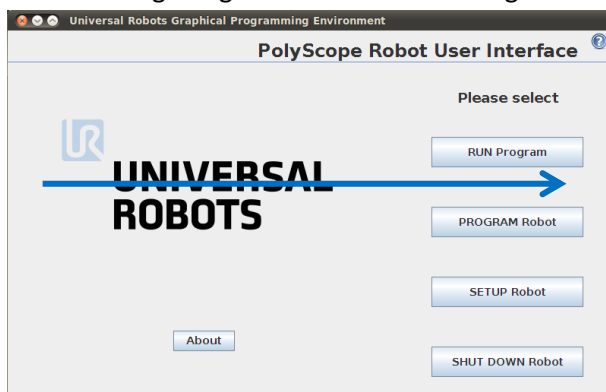 Universal Robots Graphical Programming Environment
PolyScope Robot User Interface
Please select
RUN Program
UR
UNIVERSAL
ROBOTS
PROGRAM Robot
SETUP Robot
About
SHUT DOWN Robot